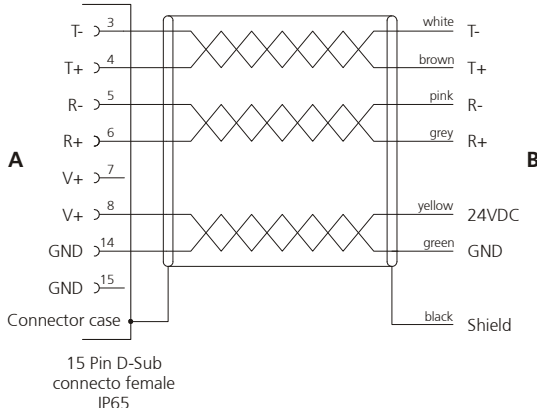 T- 3 white T-
T+ 4 brown T+
R- 5 pink R-
R+ 6 grey R+
A V+ 7 B
V+ 8 yellow 24VDC
GND 14 green GND
GND 15
Connector case black Shield
15 Pin D-Sub
connecto female
IP65